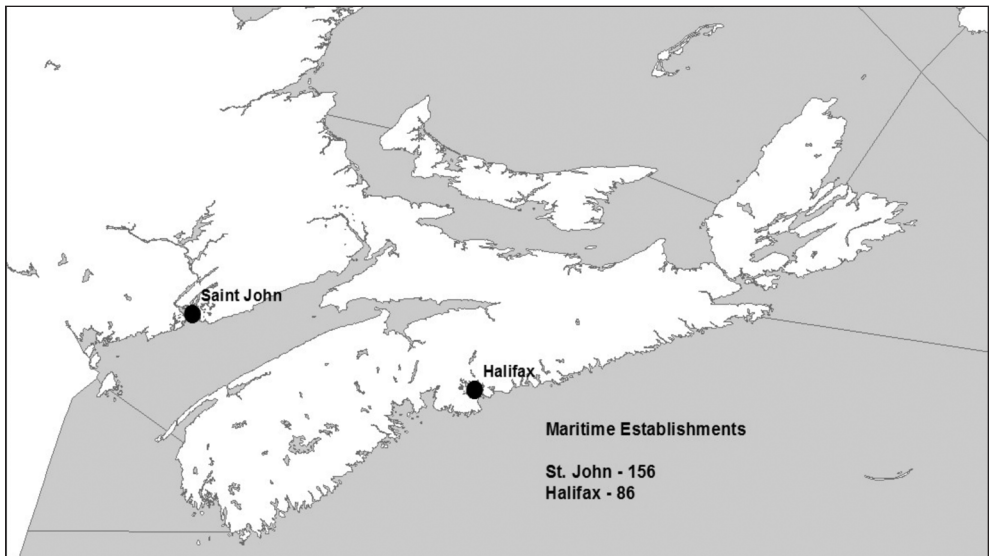 Saint John
Halifax
Maritime Establishments
St. John - 156
Halifax - 86